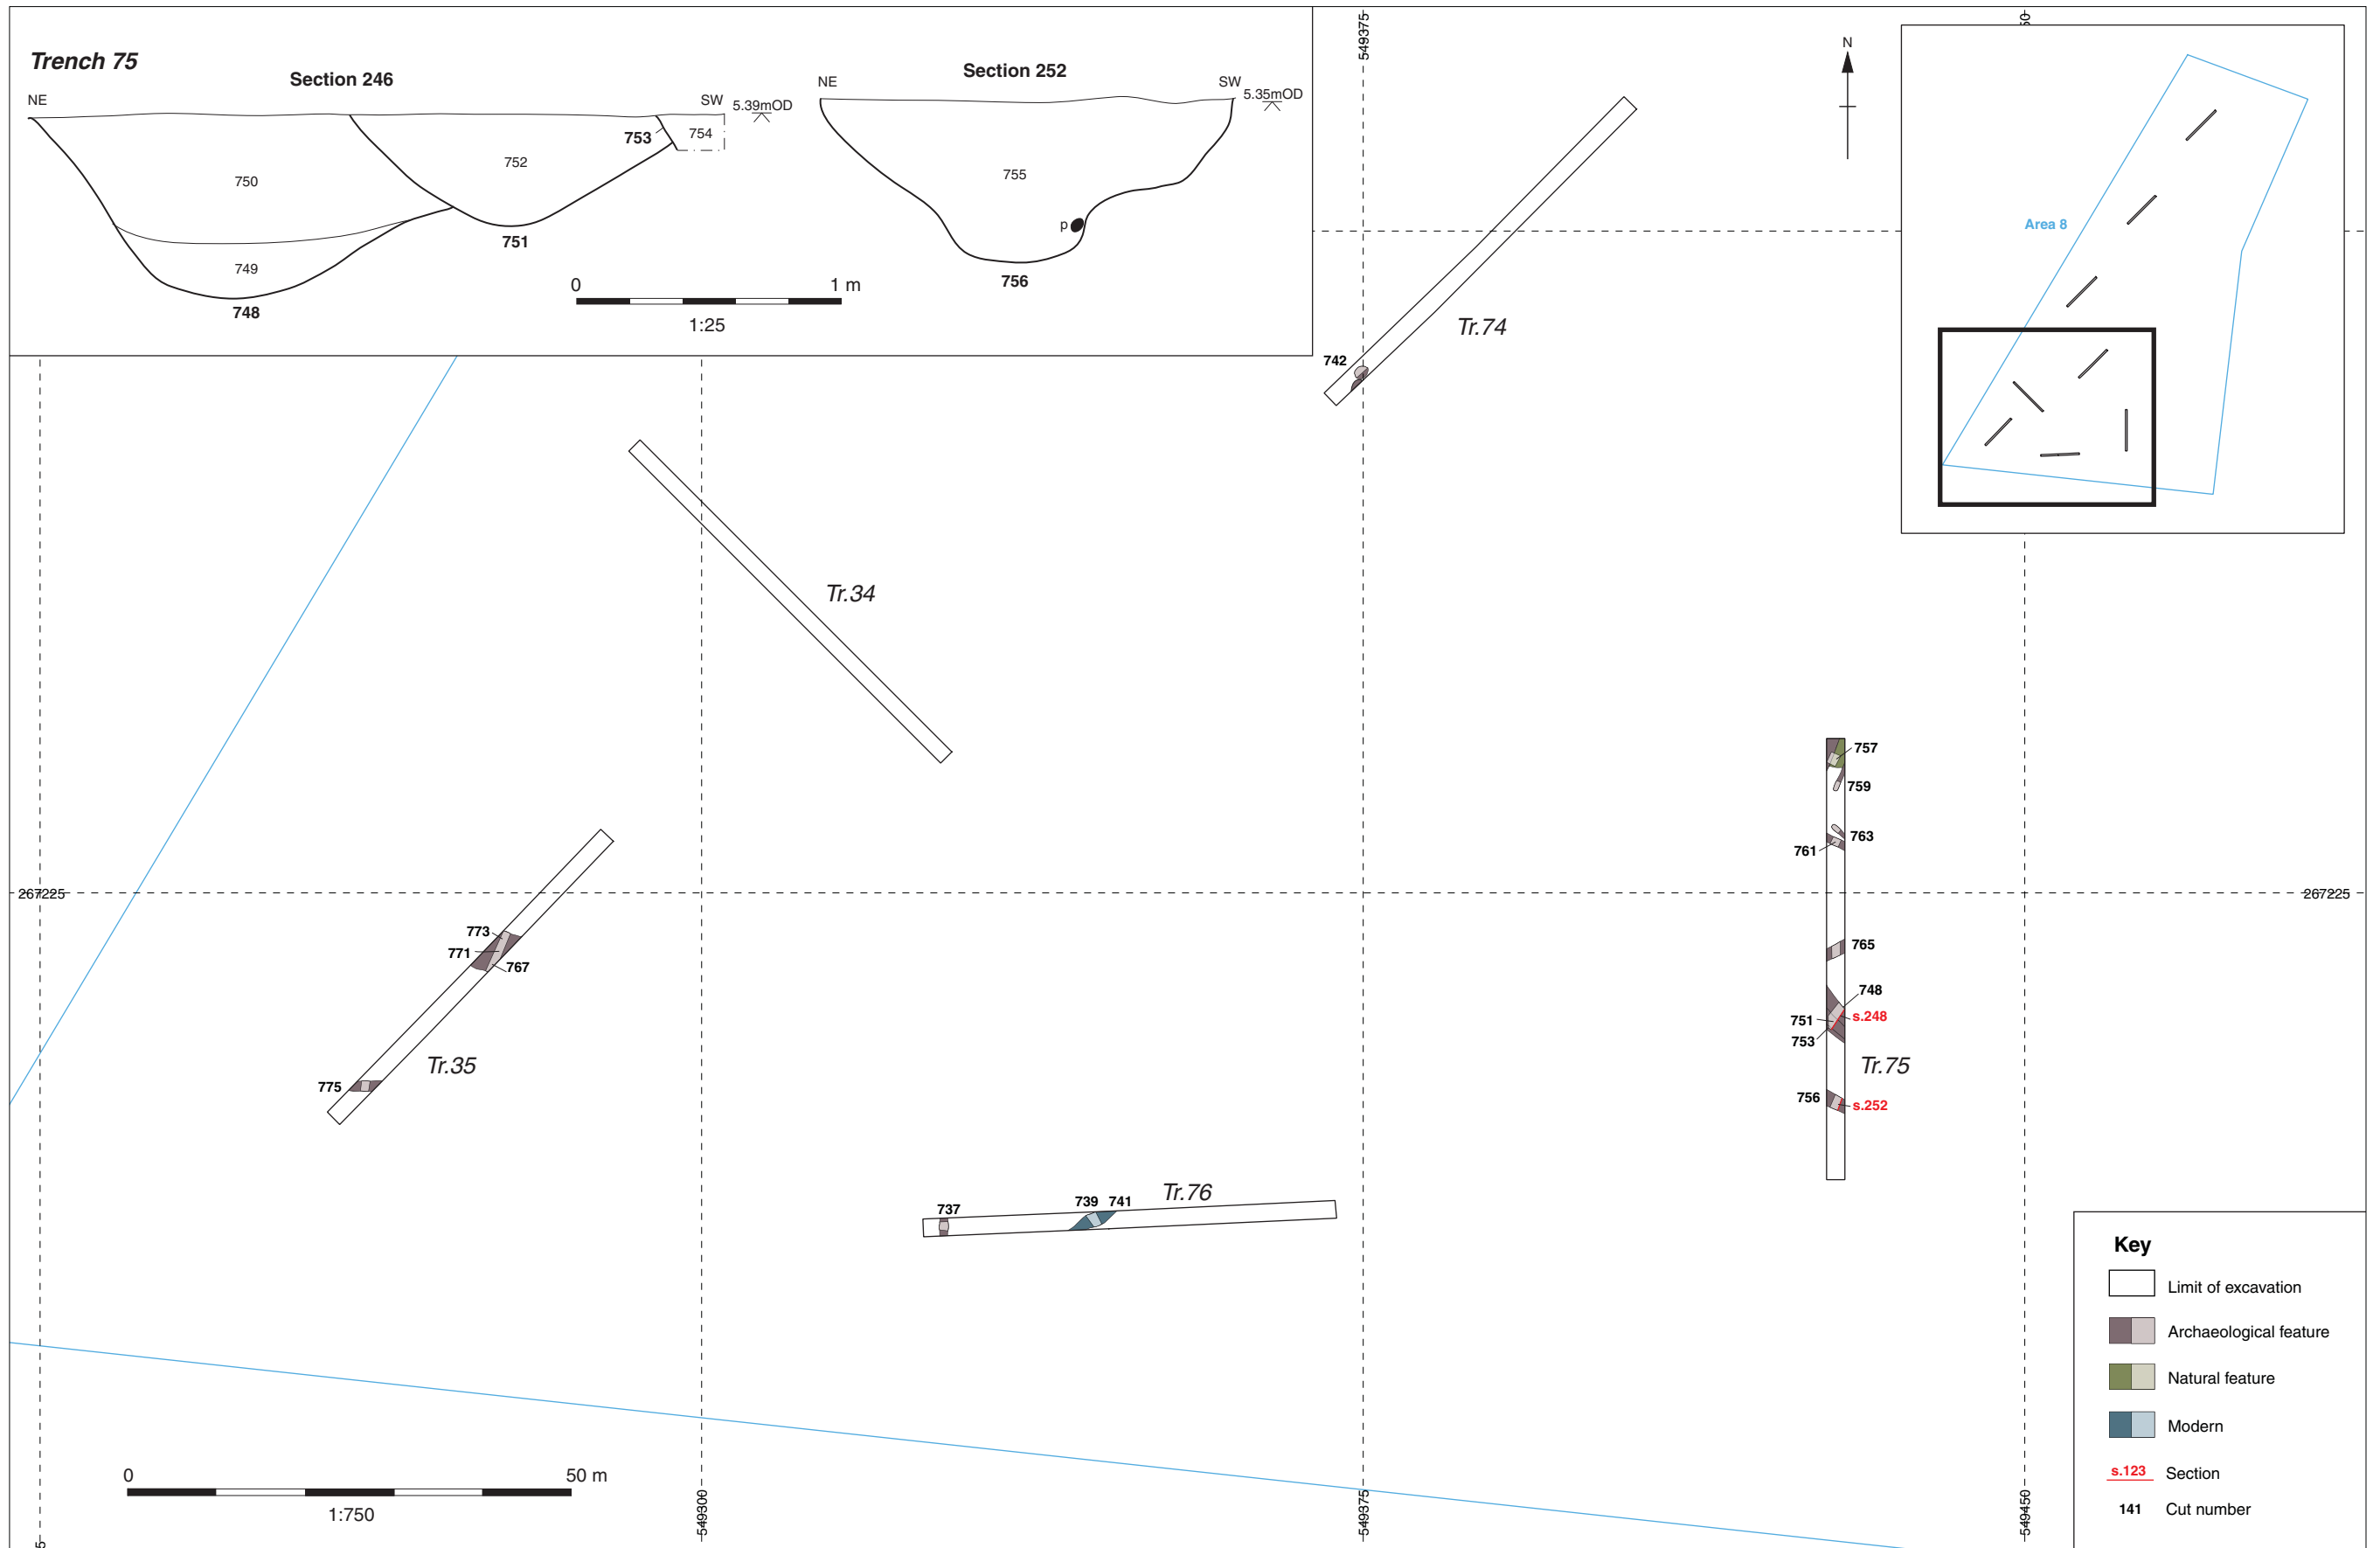 Trench 75
Section 246
NE
SW
5.39mOD
750
752
753
754
749
751
748
Section 252
NE
SW
5.35mOD
755
p
756
0
1 m
1:25
549375
50
N
Area 8
742
Tr.74
Tr.34
757
759
763
761
267225
267225
773
771
767
765
748
751
s.248
753
Tr.35
Tr.75
775
756
s.252
737
739
741
Tr.76
0
50 m
1:750
5
549300
549375
549450
Key
Limit of excavation
Archaeological feature
Natural feature
Modern
s.123
Section
141
Cut number